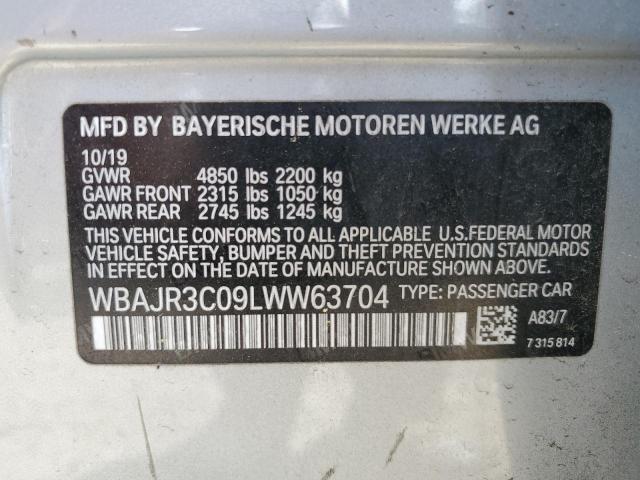 MFD BY BAYERISCHE MOTOREN WERKE AG
10/19
GVWR 4850 lbs 2200 kg
GAWR FRONT 2315 lbs 1050 kg
GAWR REAR 2745 lbs 1245 kg
THIS VEHICLE CONFORMS TO ALL APPLICABLE U.S.FEDERAL MOTOR
VEHICLE SAFETY, BUMPER AND THEFT PREVENTION STANDARDS
IN EFFECT ON THE DATE OF MANUFACTURE SHOWN ABOVE.
WBAJR3C09LWW63704 TYPE: PASSENGER CAR
A83/7
7 315 814